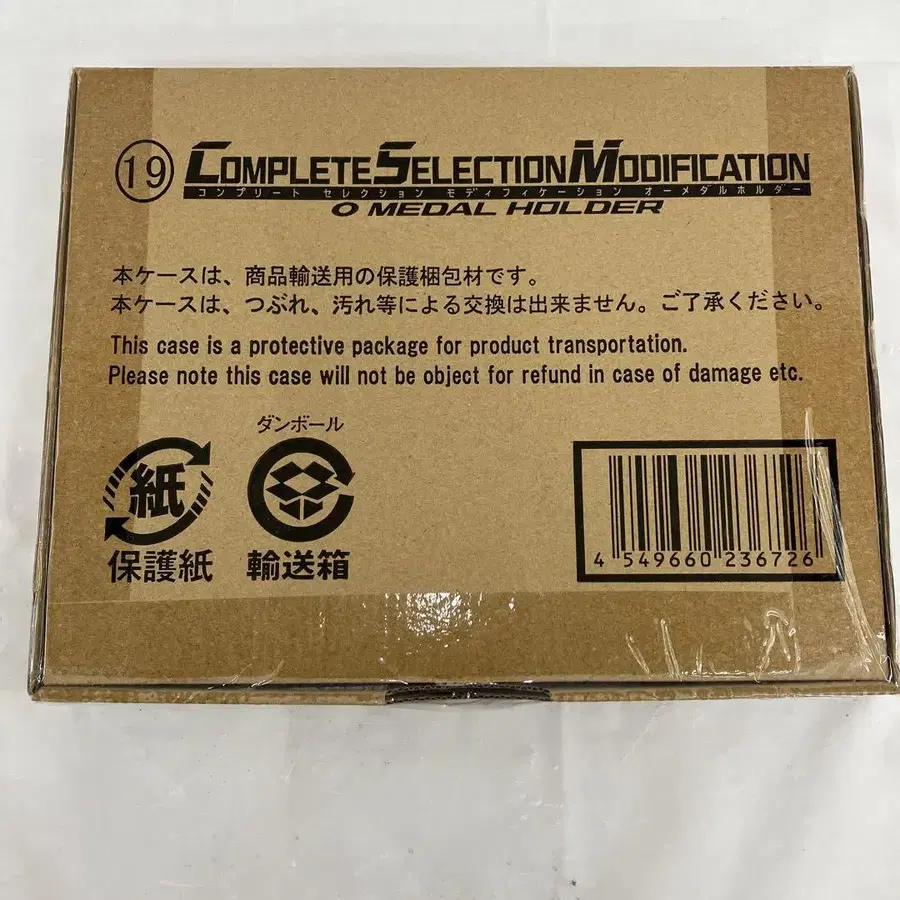 19 COMPLETE SELECTION MODIFICATION
コンプリート セレクション モディフィケーション オーメダルホルダー
O MEDAL HOLDER
本ケースは、商品輸送用の保護梱包材です。
本ケースは、つぶれ、汚れ等による交換は出来ません。ご了承ください。
This case is a protective package for product transportation.
Please note this case will not be object for refund in case of damage etc.
紙
保護紙
ダンボール
輸送箱
4 549660 236726